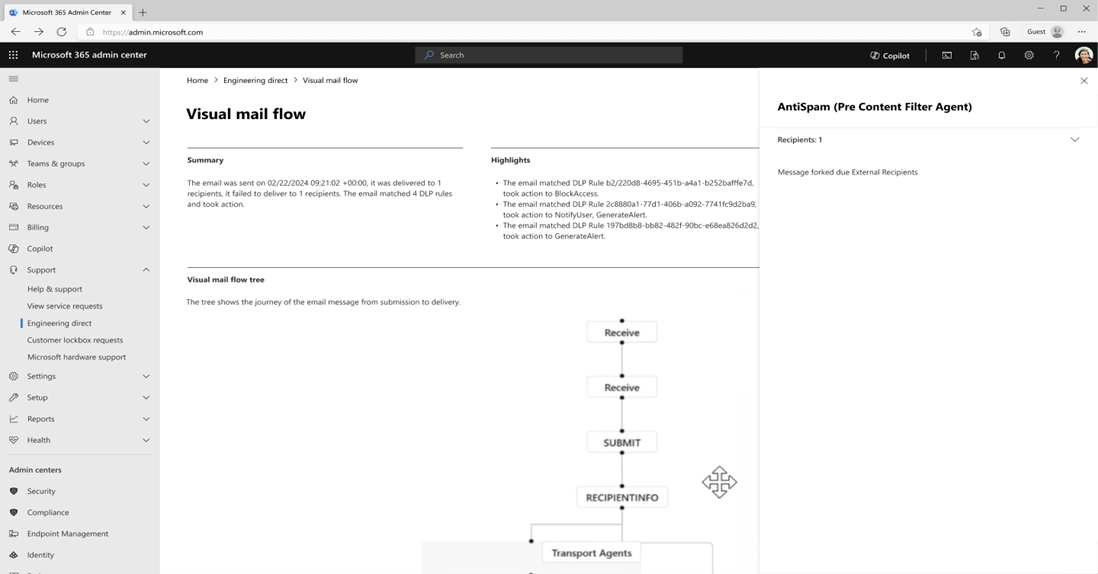 Microsoft 365 Admin Center
https://admin.microsoft.com
Guest
Microsoft 365 admin center
Search
Copilot
Home
Users
Devices
Teams & groups
Roles
Resources
Billing
Copilot
Support
Help & support
View service requests
Engineering direct
Customer lockbox requests
Microsoft hardware support
Settings
Setup
Reports
Health
Admin centers
Security
Compliance
Endpoint Management
Identity
Home > Engineering direct > Visual mail flow
Visual mail flow
Summary
The email was sent on 02/22/2024 09:21:02 +00:00, it was delivered to 1
recipients, it failed to deliver to 1 recipients. The email matched 4 DLP rules
and took action.
Highlights
• The email matched DLP Rule b2/220d8-4695-451b-a4a1-b252bafffe7d,
took action to BlockAccess.
• The email matched DLP Rule 2c8880a1-77d1-406b-a092-7741fc9d2ba9,
took action to NotifyUser, GenerateAlert.
• The email matched DLP Rule 197bd8b8-bb82-482f-90bc-e68ea826d2d2,
took action to GenerateAlert.
Visual mail flow tree
The tree shows the journey of the email message from submission to delivery.
Receive
Receive
SUBMIT
RECIPIENTINFO
Transport Agents
AntiSpam (Pre Content Filter Agent)
Recipients: 1
Message forked due External Recipients